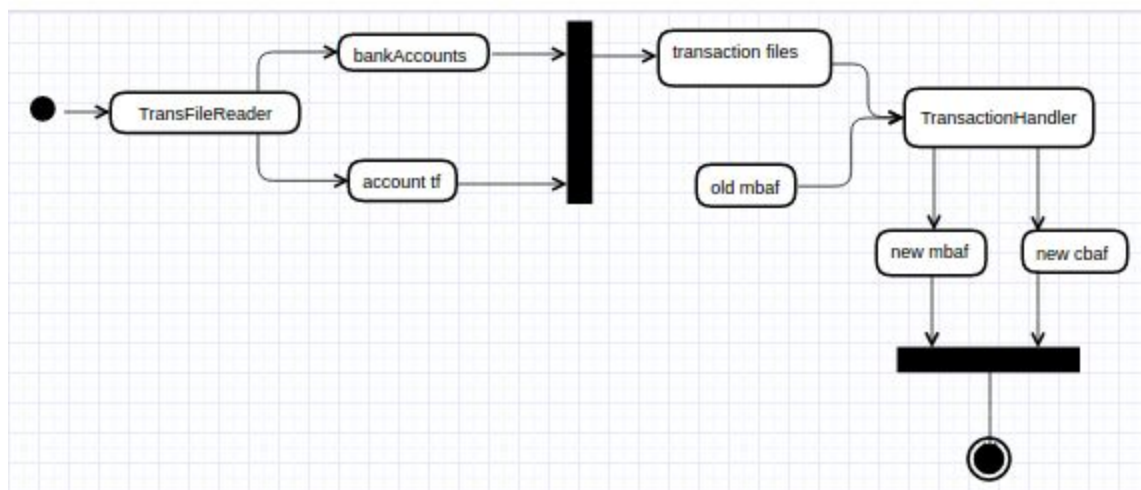 bankAccounts
transaction files
TransFileReader
TransactionHandler
account tf
old mbaf
new mbaf
new cbaf